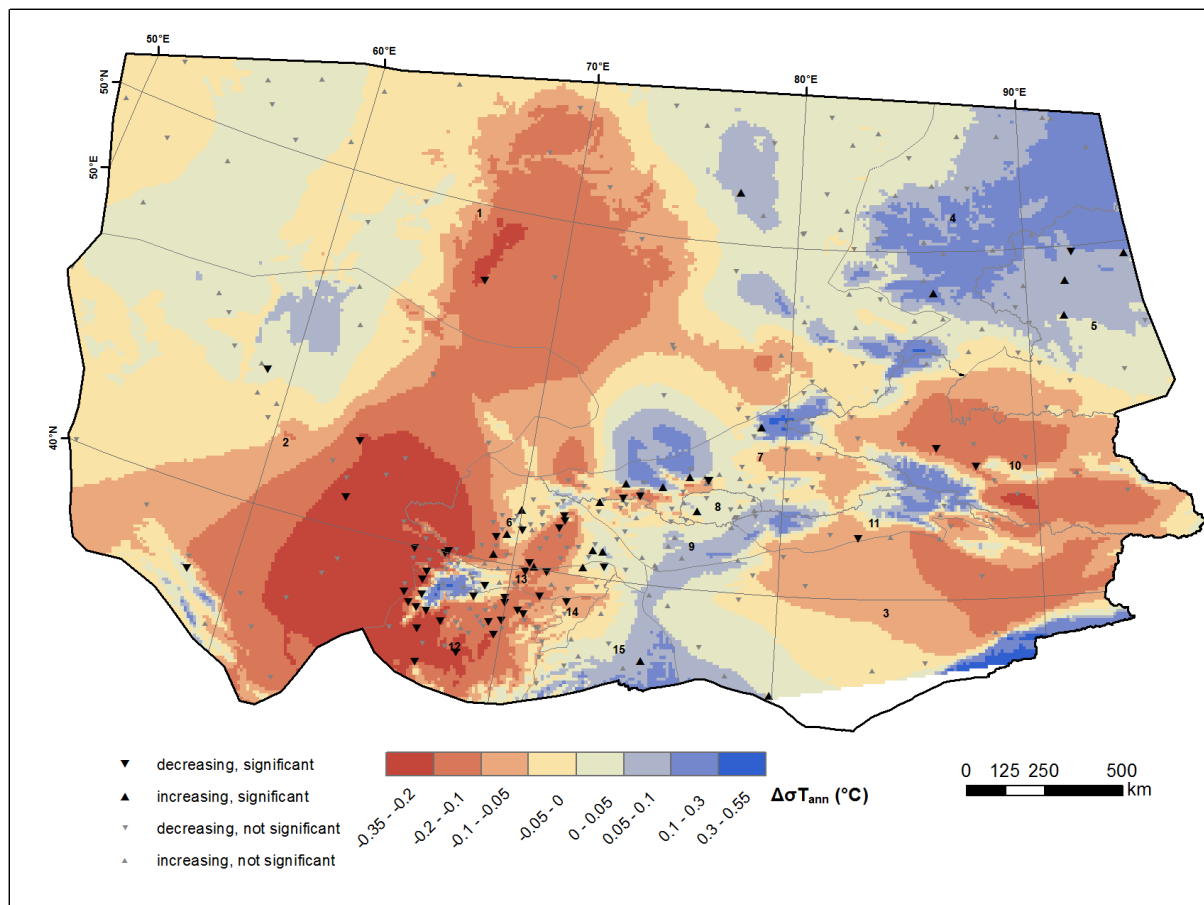 50°E
60°E
70°E
80°E
90°E
50°N
50°E
40°N
1
4
5
2
7
10
6
8
11
9
13
14
3
12
15
decreasing, significant
increasing, significant
decreasing, not significant
increasing, not significant
-0.35 - -0.2
-0.2 - -0.1
-0.1 - -0.05
-0.05 - 0
0 - 0.05
0.05 - 0.1
0.1 - 0.3
0.3 - 0.55
ΔσTann (°C)
0 125 250 500
km